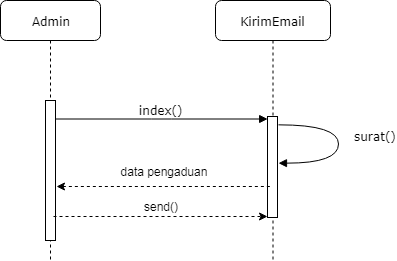 Admin
KirimEmail
index()
surat()
data pengaduan
send()